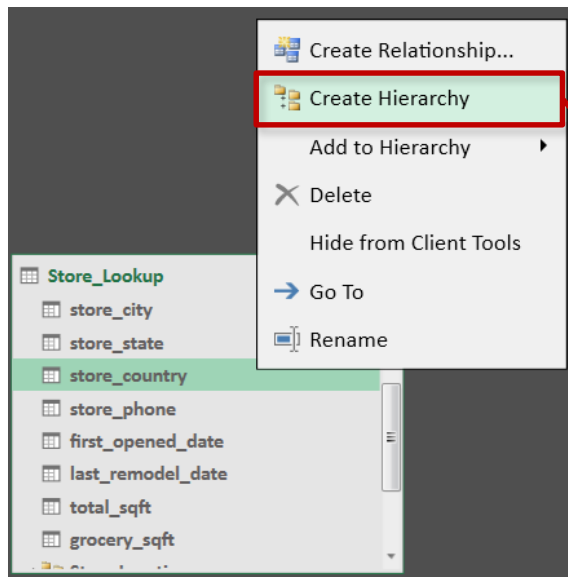 Create Relationship...
Create Hierarchy
Add to Hierarchy
Delete
Hide from Client Tools
Go To
Rename
Store_Lookup
store_city
store_state
store_country
store_phone
first_opened_date
last_remodel_date
total_sqft
grocery_sqft